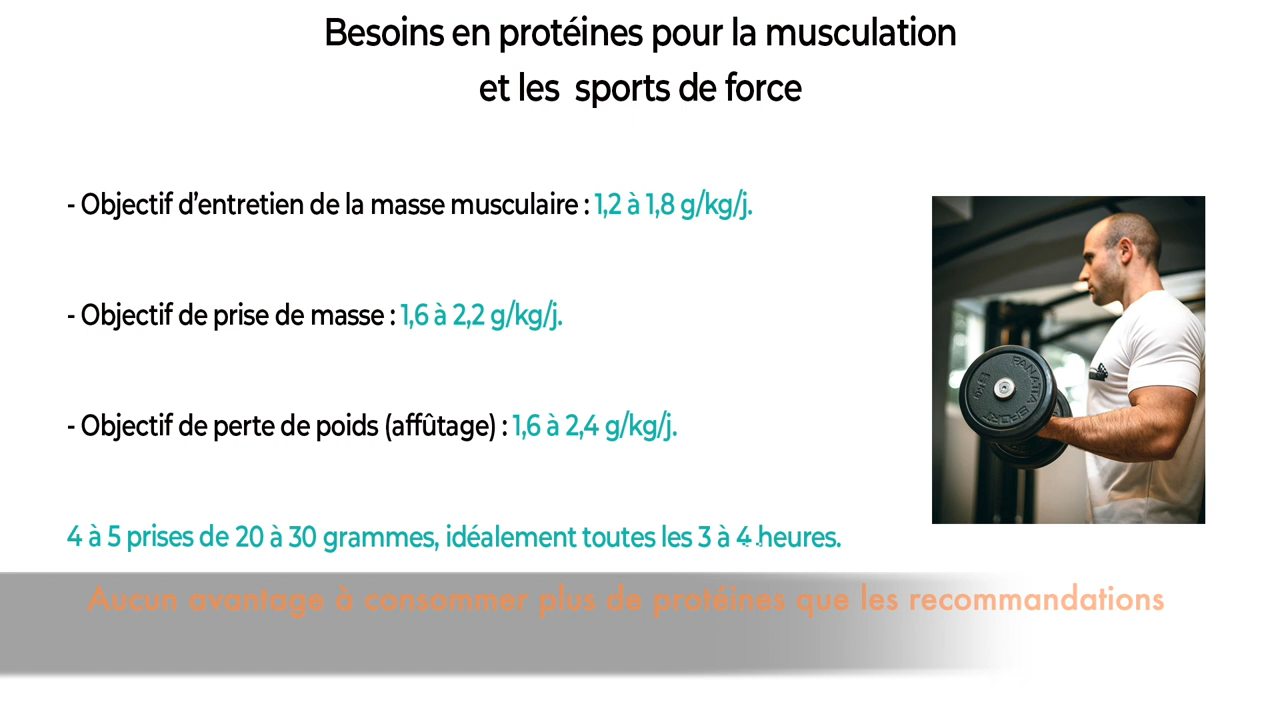 Besoins en protéines pour la musculation
et les sports de force
- Objectif d'entretien de la masse musculaire : 1,2 à 1,8 g/kg/j.
- Objectif de prise de masse : 1,6 à 2,2 g/kg/j.
- Objectif de perte de poids (affûtage) : 1,6 à 2,4 g/kg/j.
4 à 5 prises de 20 à 30 grammes, idéalement toutes les 3 à 4 heures.
Aucun avantage à consommer plus de protéines que les recommandations